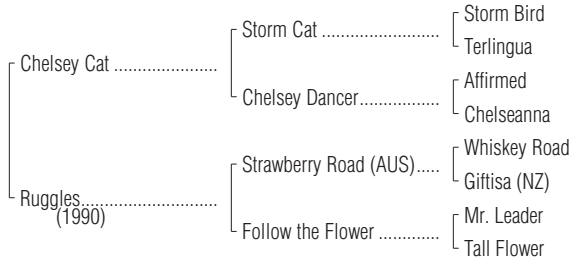 Storm Bird
Storm Cat ........................
Terlingua
Chelsey Cat .....................
Affirmed
Chelsey Dancer................
Chelseanna
Whiskey Road
Strawberry Road (AUS).....
Giftisa (NZ)
Ruggles...........................
(1990)
Mr. Leader
Follow the Flower ............
Tall Flower